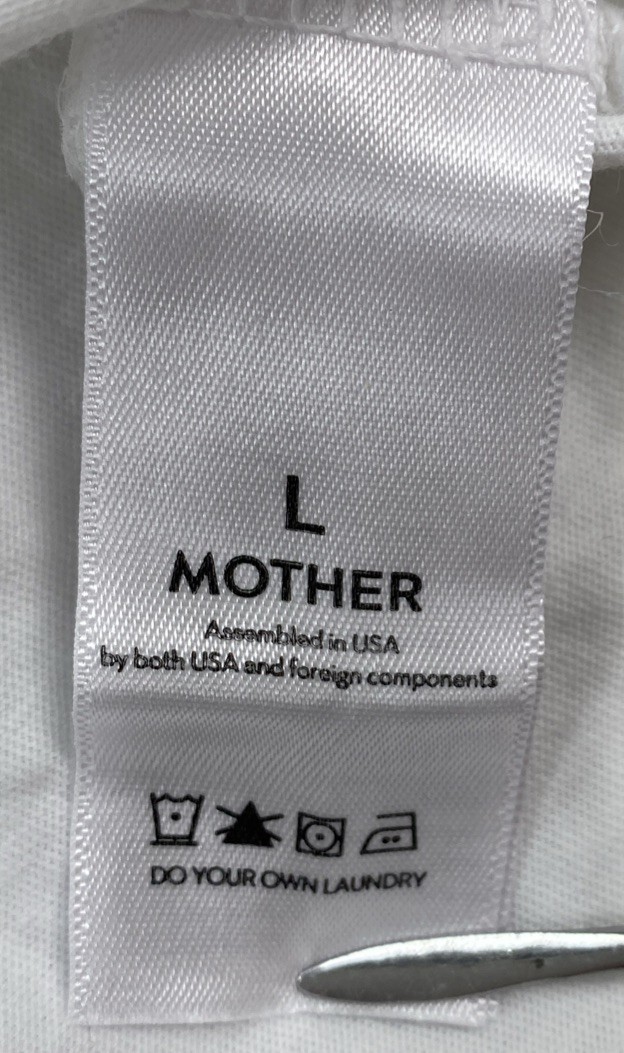 L
MOTHER
Assembled in USA
by both USA and foreign components
DO YOUR OWN LAUNDRY